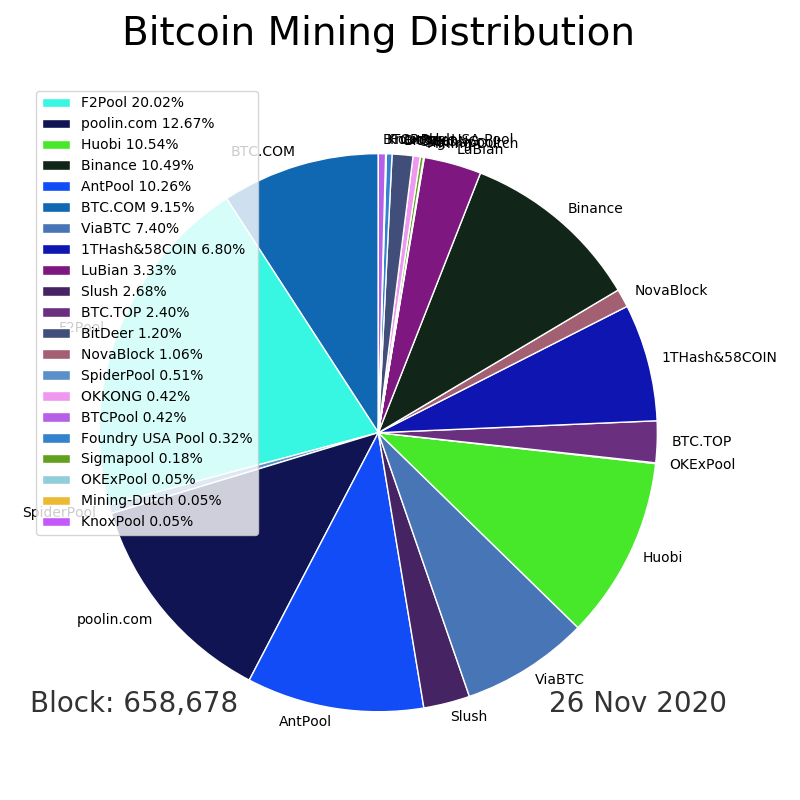 Bitcoin Mining Distribution
F2Pool 20.02%
poolin.com 12.67%
Huobi 10.54%
Binance 10.49%
AntPool 10.26%
BTC.COM 9.15%
ViaBTC 7.40%
1THash&58COIN 6.80%
LuBian 3.33%
Slush 2.68%
BTC.TOP 2.40%
BitDeer 1.20%
NovaBlock 1.06%
SpiderPool 0.51%
OKKONG 0.42%
BTCPool 0.42%
Foundry USA Pool 0.32%
Sigmapool 0.18%
OKExPool 0.05%
Mining-Dutch 0.05%
KnoxPool 0.05%
BTC.COM
LuBian
Binance
NovaBlock
1THash&58COIN
BTC.TOP
OKExPool
Huobi
ViaBTC
Slush
AntPool
poolin.com
SpiderPool
F2Pool
Block: 658,678
26 Nov 2020